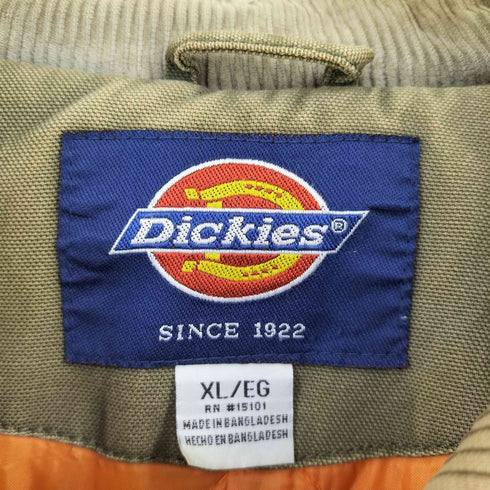 Dickies®
SINCE 1922
XL/EG
RN #15101
MADE IN BANGLADESH
HECHO EN BANGLADESH